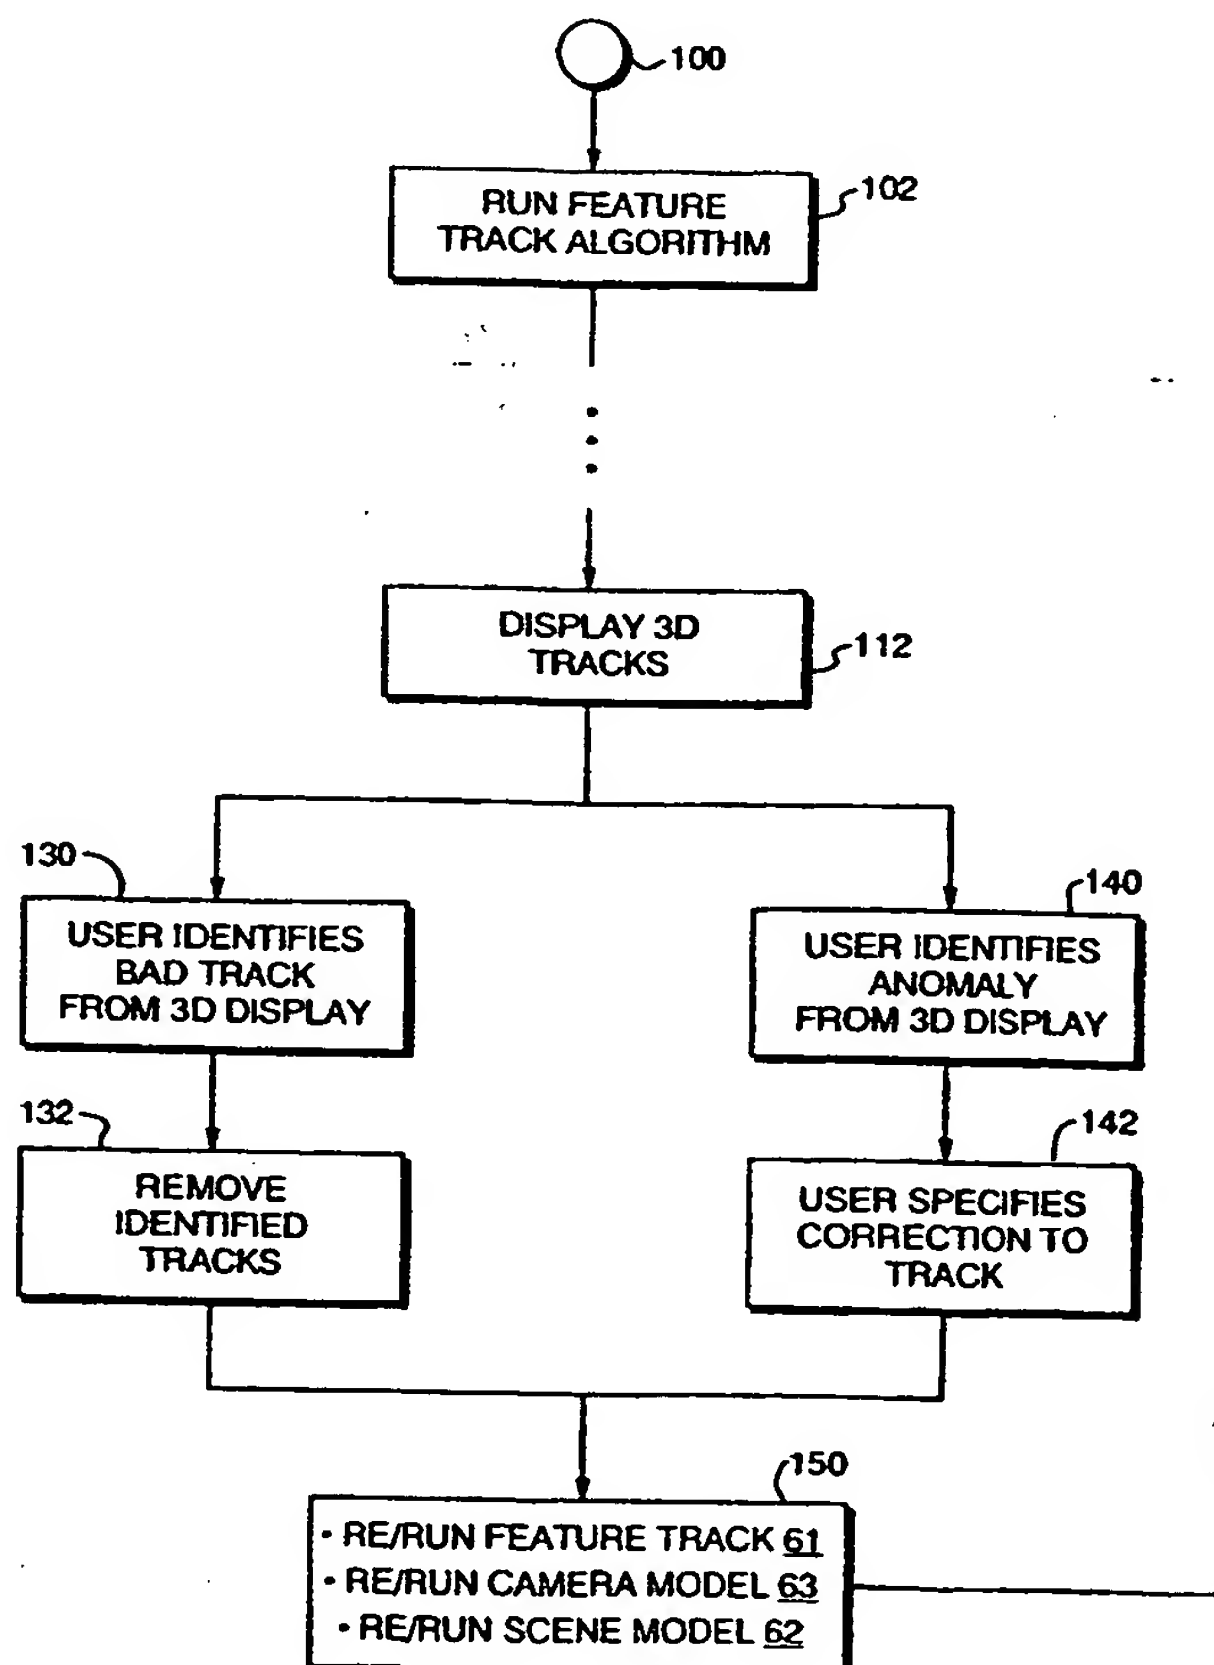 100
RUN FEATURE
TRACK ALGORITHM
102
DISPLAY 3D
TRACKS
112
130
USER IDENTIFIES
BAD TRACK
FROM 3D DISPLAY
140
USER IDENTIFIES
ANOMALY
FROM 3D DISPLAY
132
REMOVE
IDENTIFIED
TRACKS
142
USER SPECIFIES
CORRECTION TO
TRACK
150
• RE/RUN FEATURE TRACK 61
• RE/RUN CAMERA MODEL 63
• RE/RUN SCENE MODEL 62